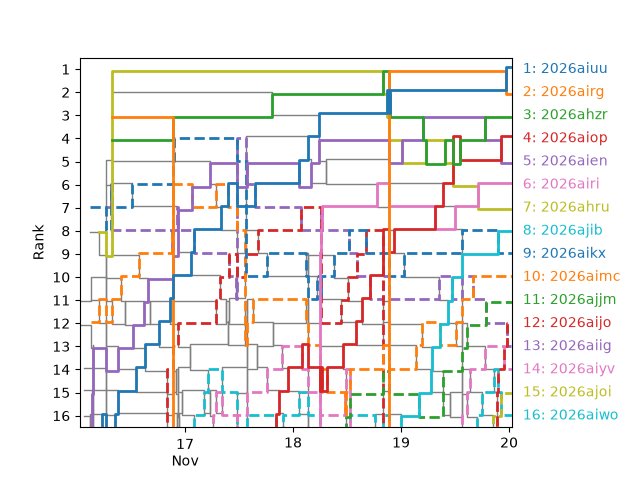 1
2
3
4
5
6
7
8
9
10
11
12
13
14
15
16
Rank
17
18
19
20
Nov
1: 2026aiuu
2: 2026airg
3: 2026ahzr
4: 2026aiop
5: 2026aien
6: 2026airi
7: 2026ahru
8: 2026ajib
9: 2026aikx
10: 2026aimc
11: 2026ajjm
12: 2026aijo
13: 2026aiig
14: 2026aiyv
15: 2026ajoi
16: 2026aiwo